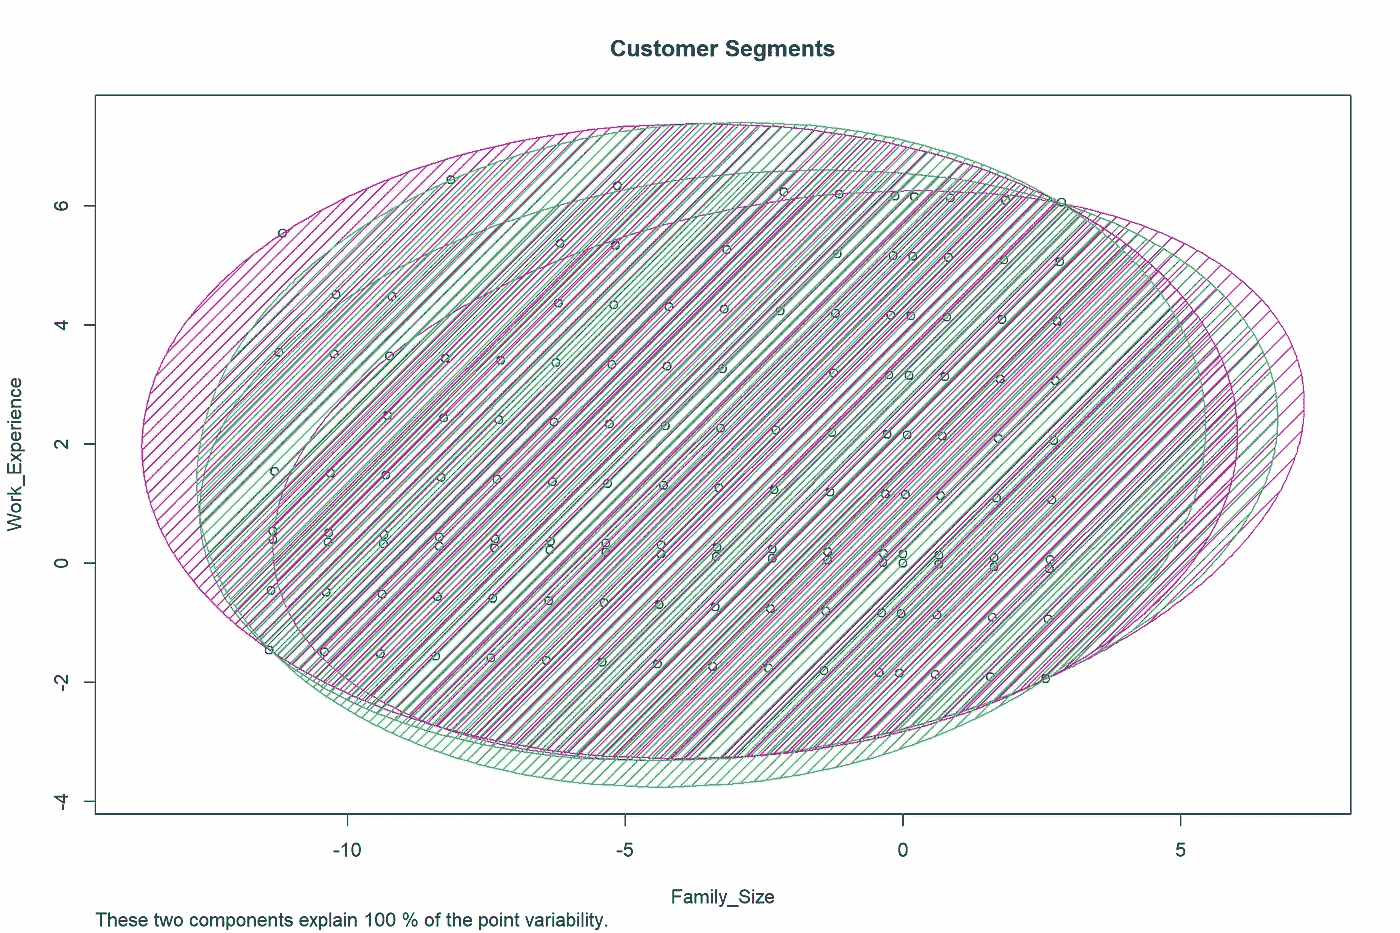 Customer Segments
Work_Experience
6
4
2
0
-2
-4
-10
-5
0
5
Family_Size
These two components explain 100 % of the point variability.